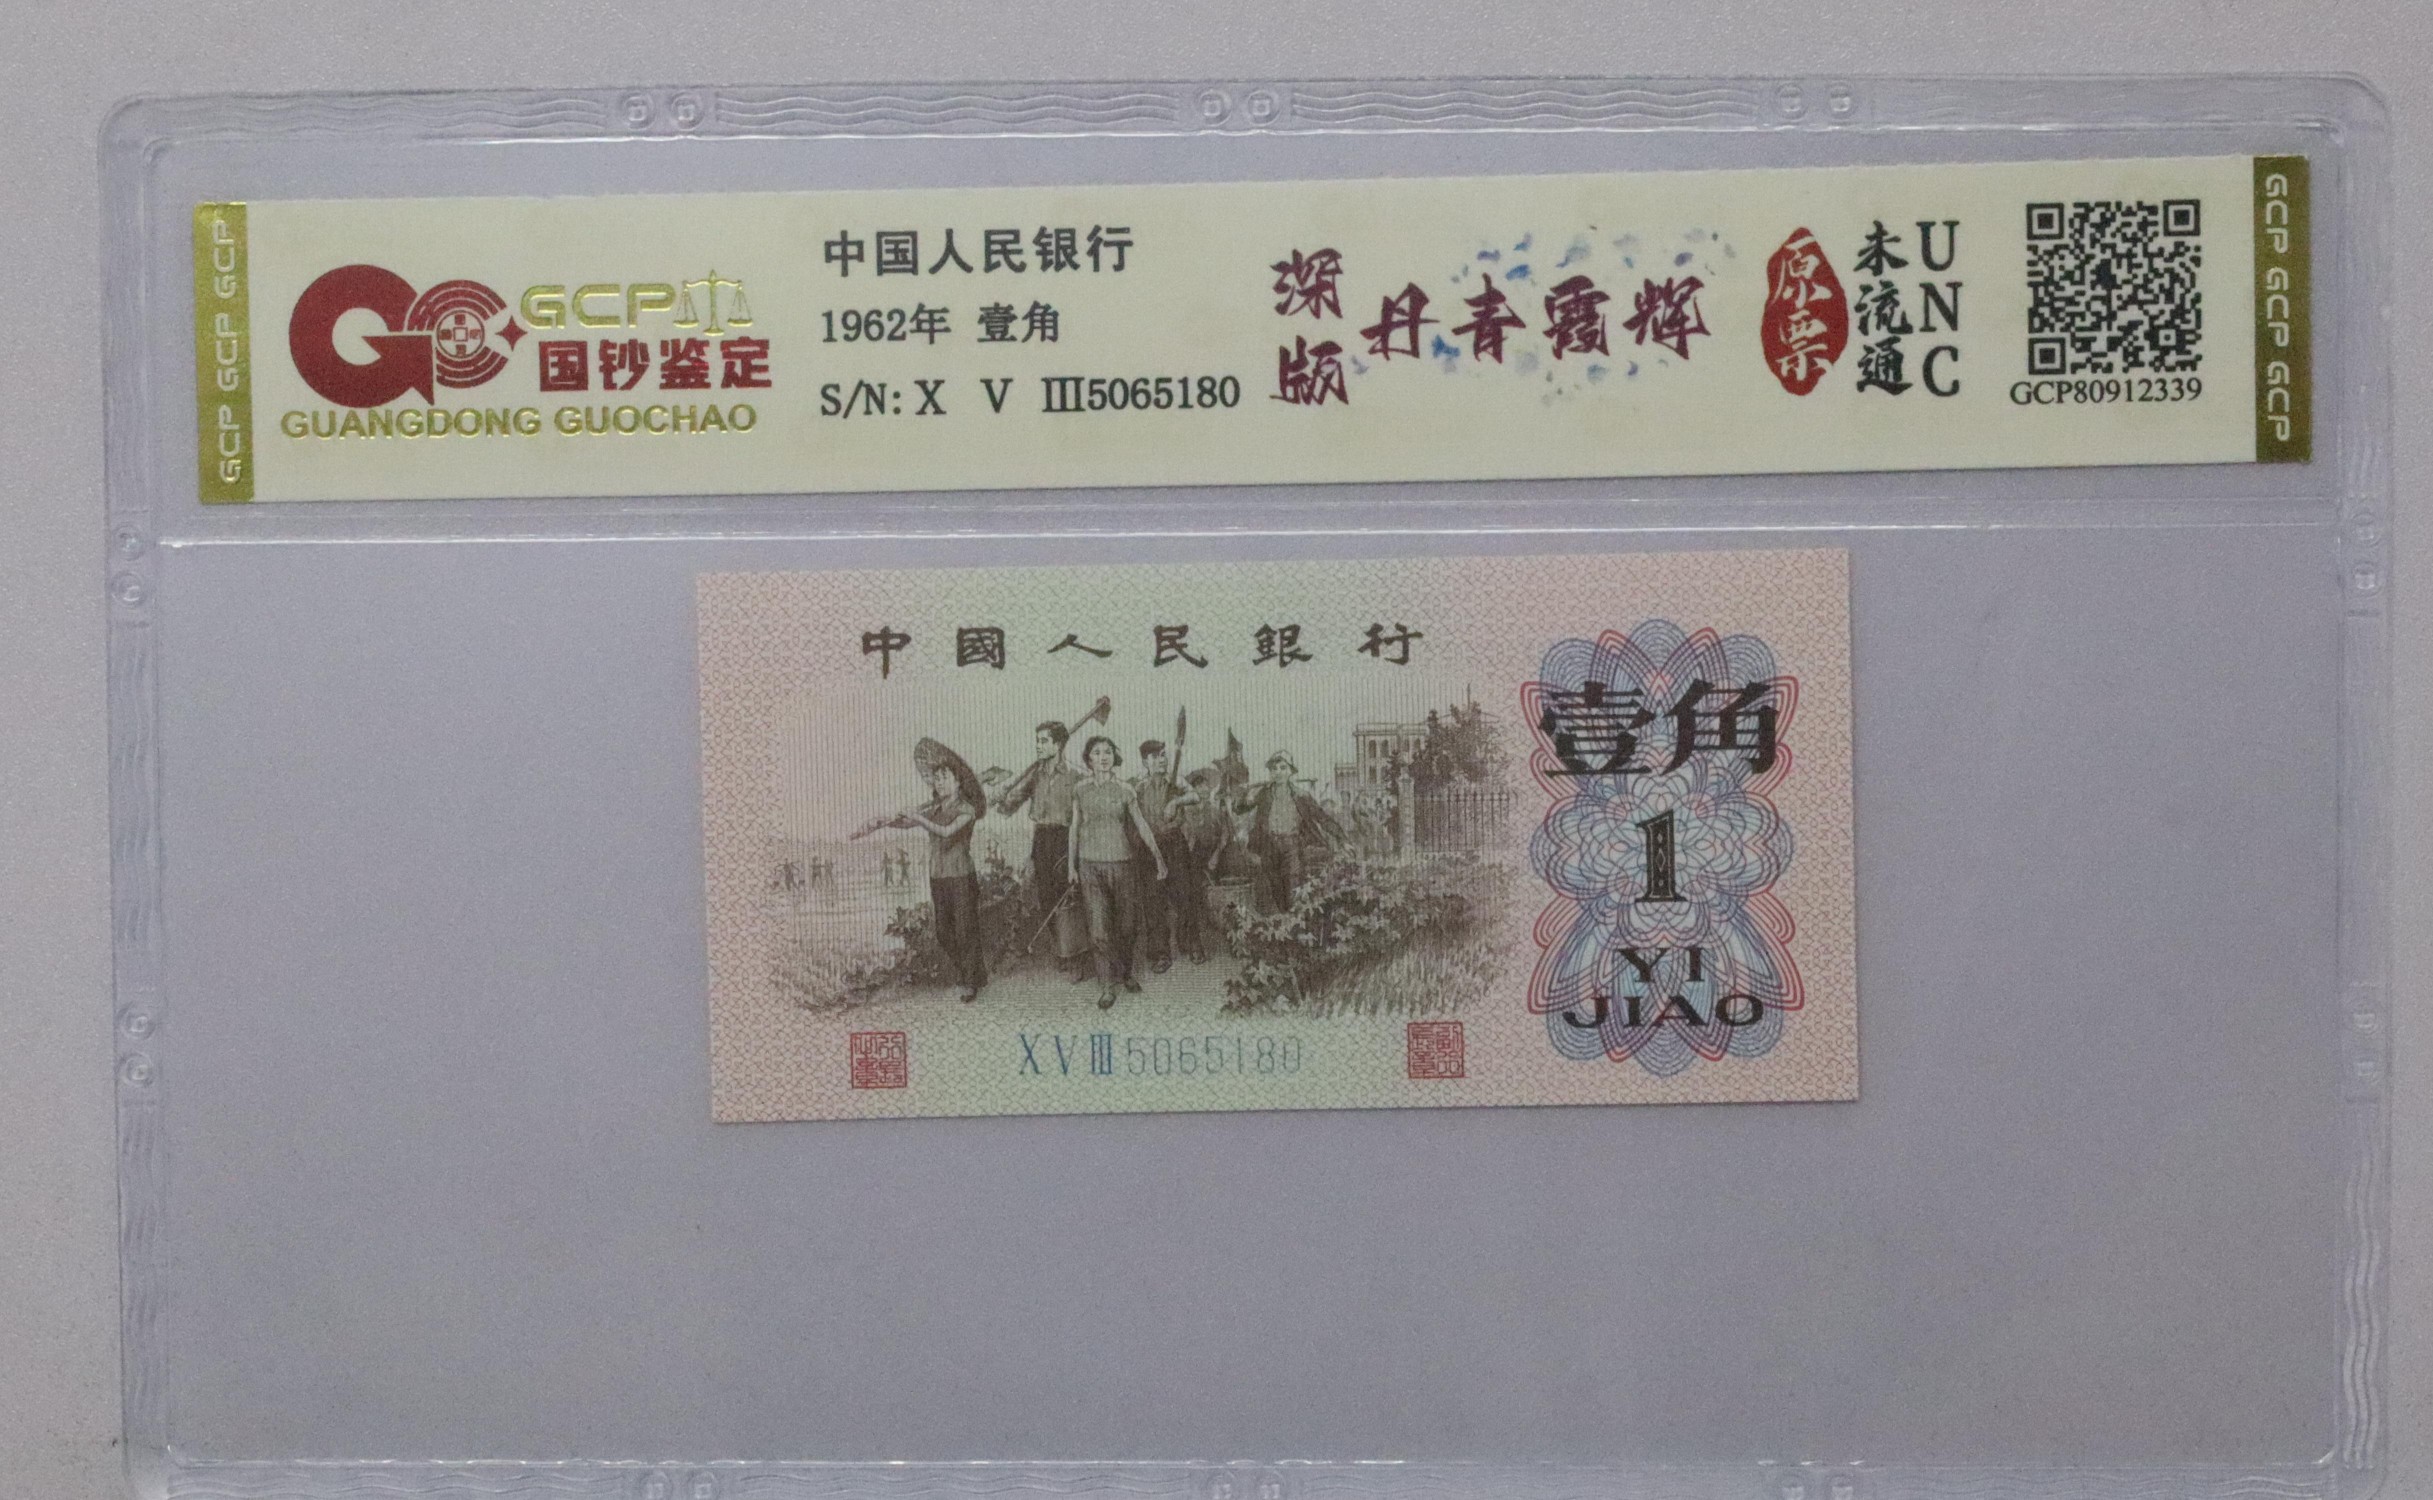 GCP GCP GCP
GCP
国钞鉴定
GUANGDONG GUOCHAO
中国人民银行
1962年 壹角
S/N: X V Ⅲ5065180
深版
丹青霞辉
原票
未流通
UNC
GCP80912339
GCP GCP GCP
中國人民銀行
壹角
1
YI
JIAO
X V Ⅲ 5065180